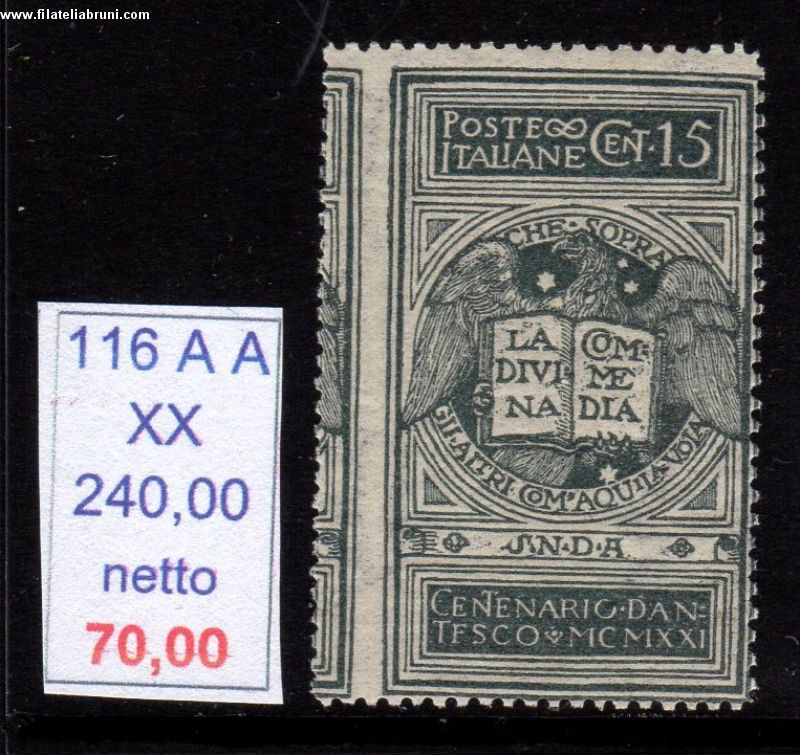 www.filateliabruni.com
116 A A
XX
240,00
netto
70,00
POSTE
ITALIANE
CENT·15
CHE·SOPRA
LA
DIVI-
NA
COM-
ME
DIA
GLI·ALTRI·COM'AQUILA·VOLA
S·N·D·A
CENTENARIO·DAN=
TESCO MCMXXI